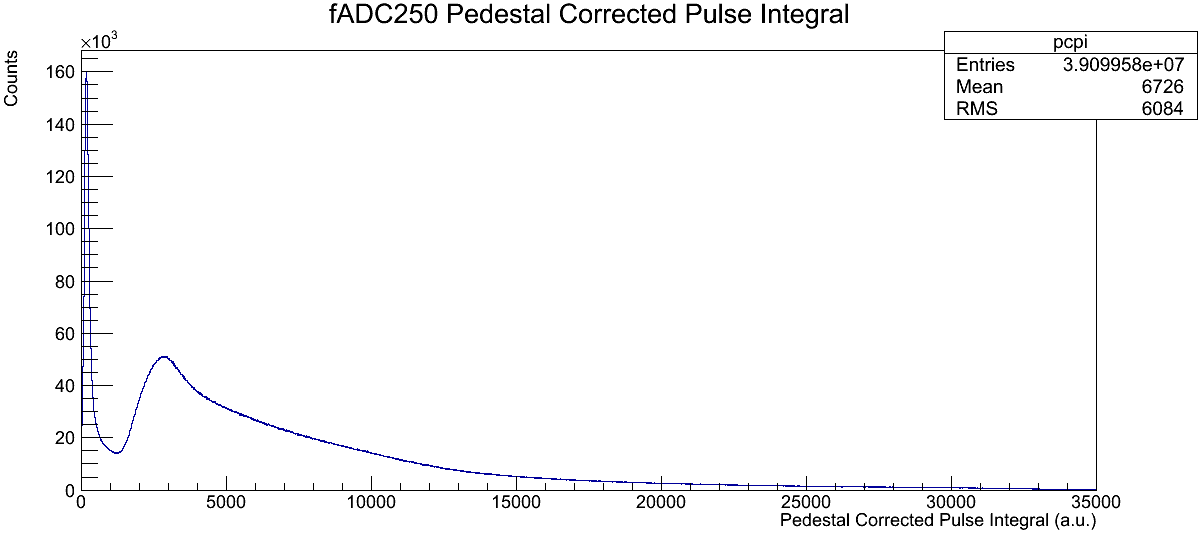 fADC250 Pedestal Corrected Pulse Integral
×10³
Counts
pcpi
Entries 3.909958e+07
Mean 6726
RMS 6084
160
140
120
100
80
60
40
20
0
0 5000 10000 15000 20000 25000 30000 35000
Pedestal Corrected Pulse Integral (a.u.)